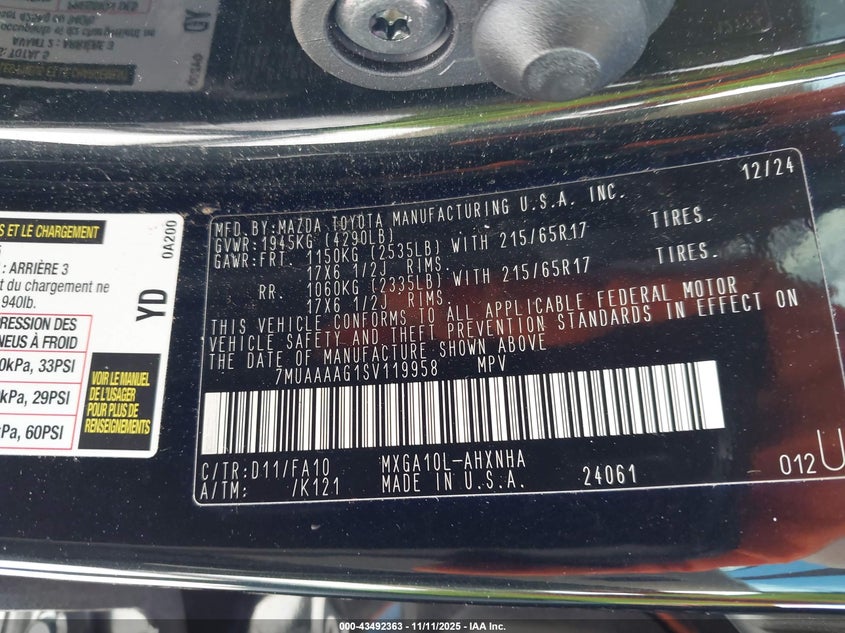 12/24
MFD.BY:MAZDA TOYOTA MANUFACTURING U.S.A. INC.
GVWR:1945KG (4290LB)
GAWR:FRT. 1150KG (2535LB) WITH 215/65R17 TIRES.
17X6 1/2J RIMS.
RR. 1060KG (2335LB) WITH 215/65R17 TIRES.
17X6 1/2J RIMS.
THIS VEHICLE CONFORMS TO ALL APPLICABLE FEDERAL MOTOR
VEHICLE SAFETY AND THEFT PREVENTION STANDARDS IN EFFECT ON
THE DATE OF MANUFACTURE SHOWN ABOVE
7MUAAAAG1SV119958 MPV
C/TR:D11/FA10 MXGA10L-AHXNHA
A/TM: /K121 MADE IN U.S.A. 24061
012U
S ET LE CHARGEMENT
: ARRIÈRE 3
t du chargement ne
940lb.
RESSION DES
NEUS À FROID
0kPa, 33PSI
kPa, 29PSI
Pa, 60PSI
VOIR LE MANUEL
DE L'USAGER
POUR PLUS DE
RENSEIGNEMENTS
YD
0A200
000-43492363 - 11/11/2025 - IAA Inc.